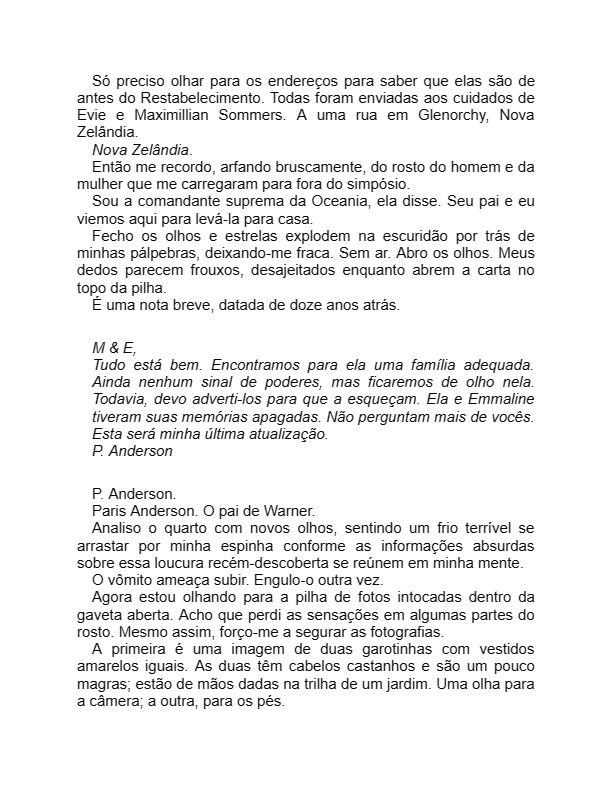 Só preciso olhar para os endereços para saber que elas são de
antes do Restabelecimento. Todas foram enviadas aos cuidados de
Evie e Maximillian Sommers. A uma rua em Glenorchy, Nova
Zelândia.
Nova Zelândia.
Então me recordo, arfando bruscamente, do rosto do homem e da
mulher que me carregaram para fora do simpósio.
Sou a comandante suprema da Oceania, ela disse. Seu pai e eu
viemos aqui para levá-la para casa.
Fecho os olhos e estrelas explodem na escuridão por trás de
minhas pálpebras, deixando-me fraca. Sem ar. Abro os olhos. Meus
dedos parecem frouxos, desajeitados enquanto abrem a carta no
topo da pilha.
É uma nota breve, datada de doze anos atrás.
M & E,
Tudo está bem. Encontramos para ela uma família adequada.
Ainda nenhum sinal de poderes, mas ficaremos de olho nela.
Todavia, devo adverti-los para que a esqueçam. Ela e Emmaline
tiveram suas memórias apagadas. Não perguntam mais de vocês.
Esta será minha última atualização.
P. Anderson
P. Anderson.
Paris Anderson. O pai de Warner.
Analiso o quarto com novos olhos, sentindo um frio terrível se
arrastar por minha espinha conforme as informações absurdas
sobre essa loucura recém-descoberta se reúnem em minha mente.
O vômito ameaça subir. Engulo-o outra vez.
Agora estou olhando para a pilha de fotos intocadas dentro da
gaveta aberta. Acho que perdi as sensações em algumas partes do
rosto. Mesmo assim, forço-me a segurar as fotografias.
A primeira é uma imagem de duas garotinhas com vestidos
amarelos iguais. As duas têm cabelos castanhos e são um pouco
magras; estão de mãos dadas na trilha de um jardim. Uma olha para
a câmera; a outra, para os pés.